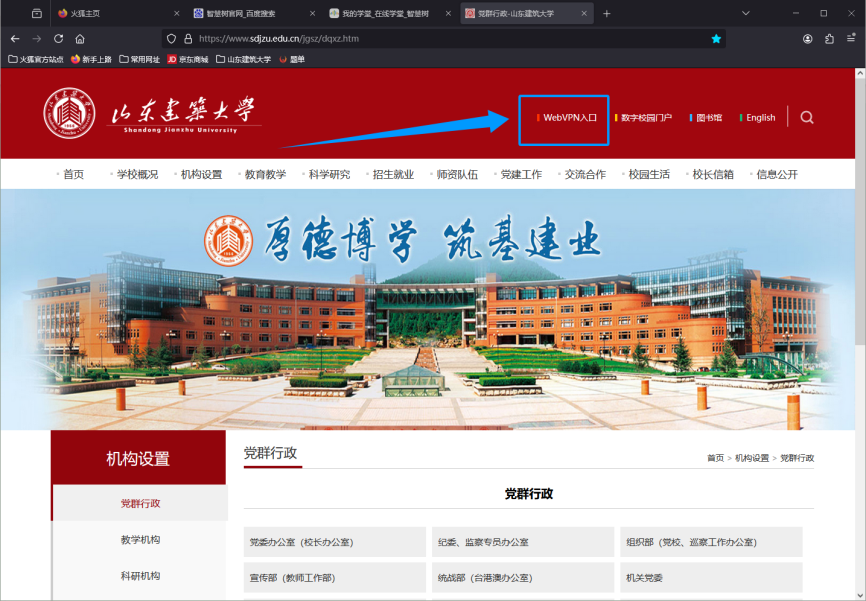 火狐主页
智慧树官网_百度搜索
我的学堂_在线学堂_智慧树
党群行政-山东建筑大学
https://www.sdjzu.edu.cn/jgsz/dqxz.htm
火狐官方站点 新手上路 常用网址 JD 京东商城 山东建筑大学 题单
山东建筑大学
Shandong Jianzhu University
WebVPN入口 数字校园门户 图书馆 English
首页 学校概况 机构设置 教育教学 科学研究 招生就业 师资队伍 党建工作 交流合作 校园生活 校长信箱 信息公开
厚德博学 筑基建业
机构设置
党群行政
教学机构
科研机构
党群行政
首页 > 机构设置 > 党群行政
党群行政
党委办公室（校长办公室） 纪委、监察专员办公室 组织部（党校、巡察工作办公室）
宣传部（教师工作部） 统战部（台港澳办公室） 机关党委